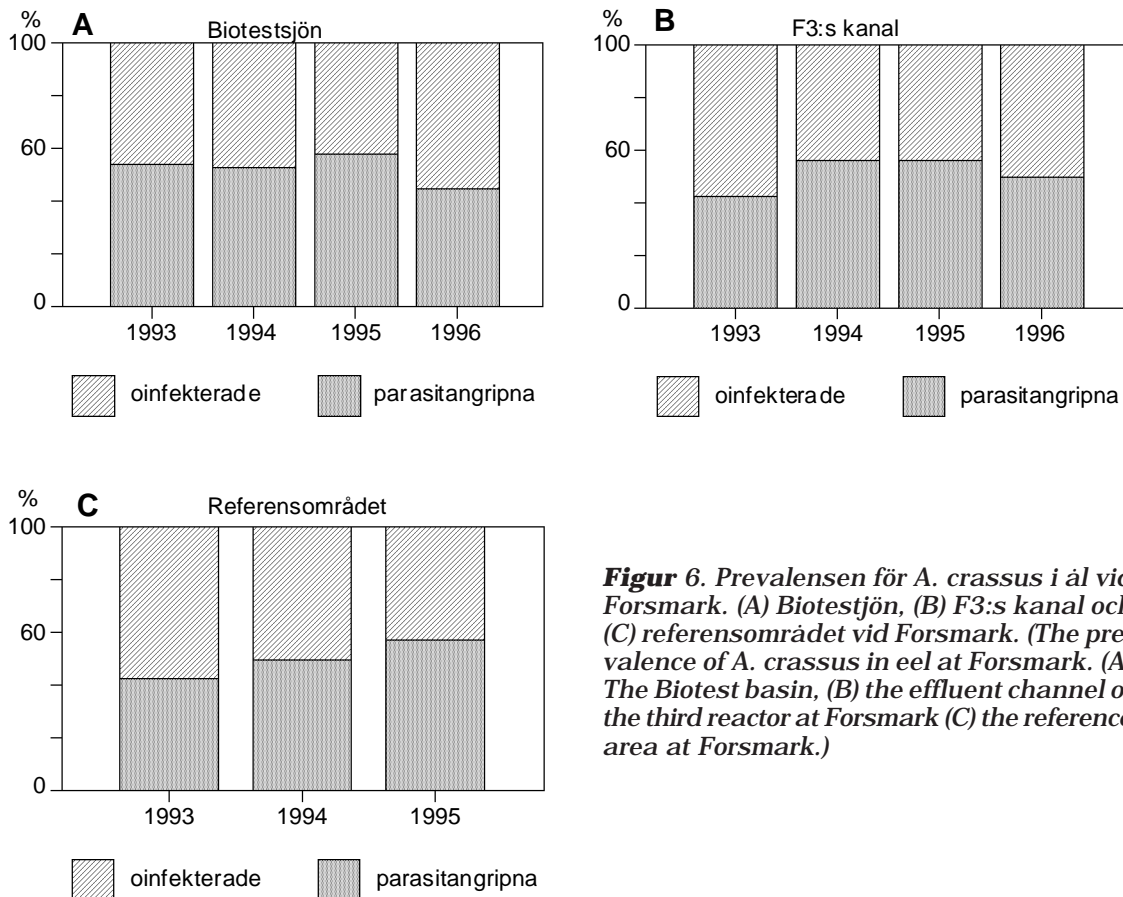 A
Biotestsjön
%
100
60
0
1993 1994 1995 1996
oinfekterade parasitangripna
B
F3:s kanal
%
100
60
0
1993 1994 1995 1996
oinfekterade parasitangripna
C
Referensområdet
%
100
60
0
1993 1994 1995
oinfekterade parasitangripna
Figur 6. Prevalensen för A. crassus i ål vid
Forsmark. (A) Biotestjön, (B) F3:s kanal och
(C) referensområdet vid Forsmark. (The pre-
valence of A. crassus in eel at Forsmark. (A)
The Biotest basin, (B) the effluent channel o
the third reactor at Forsmark (C) the reference
area at Forsmark.)